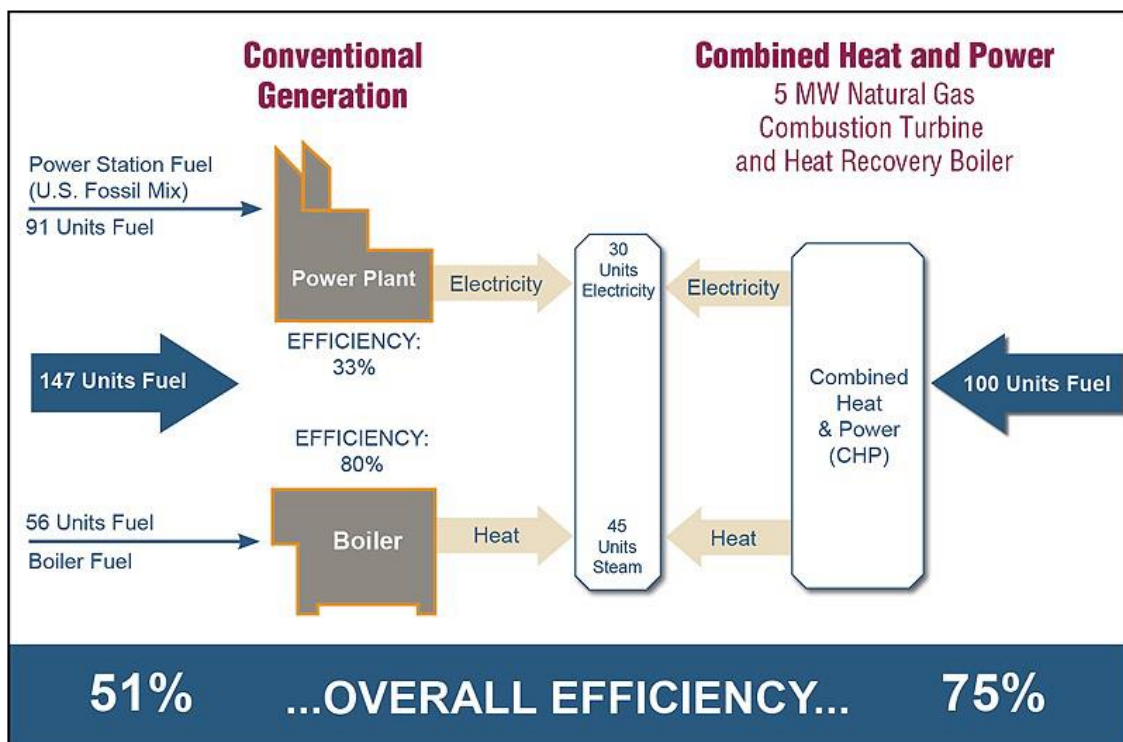 Conventional
Generation
Combined Heat and Power
5 MW Natural Gas
Combustion Turbine
and Heat Recovery Boiler
Power Station Fuel
(U.S. Fossil Mix)
91 Units Fuel
Power Plant
Electricity
30
Units
Electricity
Electricity
EFFICIENCY:
33%
147 Units Fuel
Combined
Heat
& Power
(CHP)
100 Units Fuel
EFFICIENCY:
80%
56 Units Fuel
Boiler Fuel
Boiler
Heat
45
Units
Steam
Heat
51% ...OVERALL EFFICIENCY... 75%